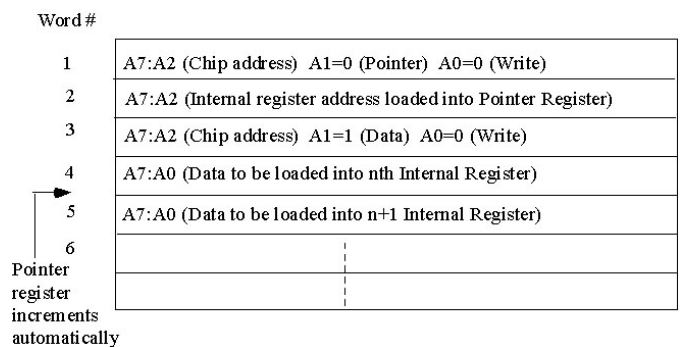 Word #
1 A7:A2 (Chip address) A1=0 (Pointer) A0=0 (Write)
2 A7:A2 (Internal register address loaded into Pointer Register)
3 A7:A2 (Chip address) A1=1 (Data) A0=0 (Write)
4 A7:A0 (Data to be loaded into nth Internal Register)
5 A7:A0 (Data to be loaded into n+1 Internal Register)
6
Pointer
register
increments
automatically